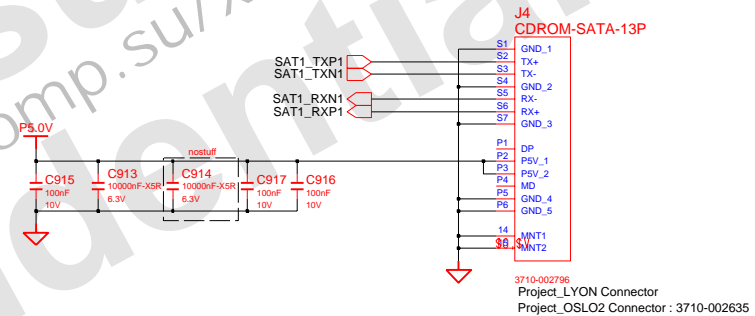 J4
CDROM-SATA-13P
S1 GND_1
SAT1_TXP1 S2 TX+
SAT1_TXN1 S3 TX-
S4 GND_2
SAT1_RXN1 S5 RX-
SAT1_RXP1 S6 RX+
S7 GND_3
P5.0V
nostuff
P1 DP
P2 P5V_1
P3 P5V_2
P4 MD
P5 GND_4
P6 GND_5
C915 C913 C914 C917 C916
100nF 10000nF-X5R 10000nF-X5R 100nF 100nF
10V 6.3V 6.3V 10V 10V
14 MNT1
MNT2
3710-002796
Project_LYON Connector
Project_OSLO2 Connector : 3710-002635